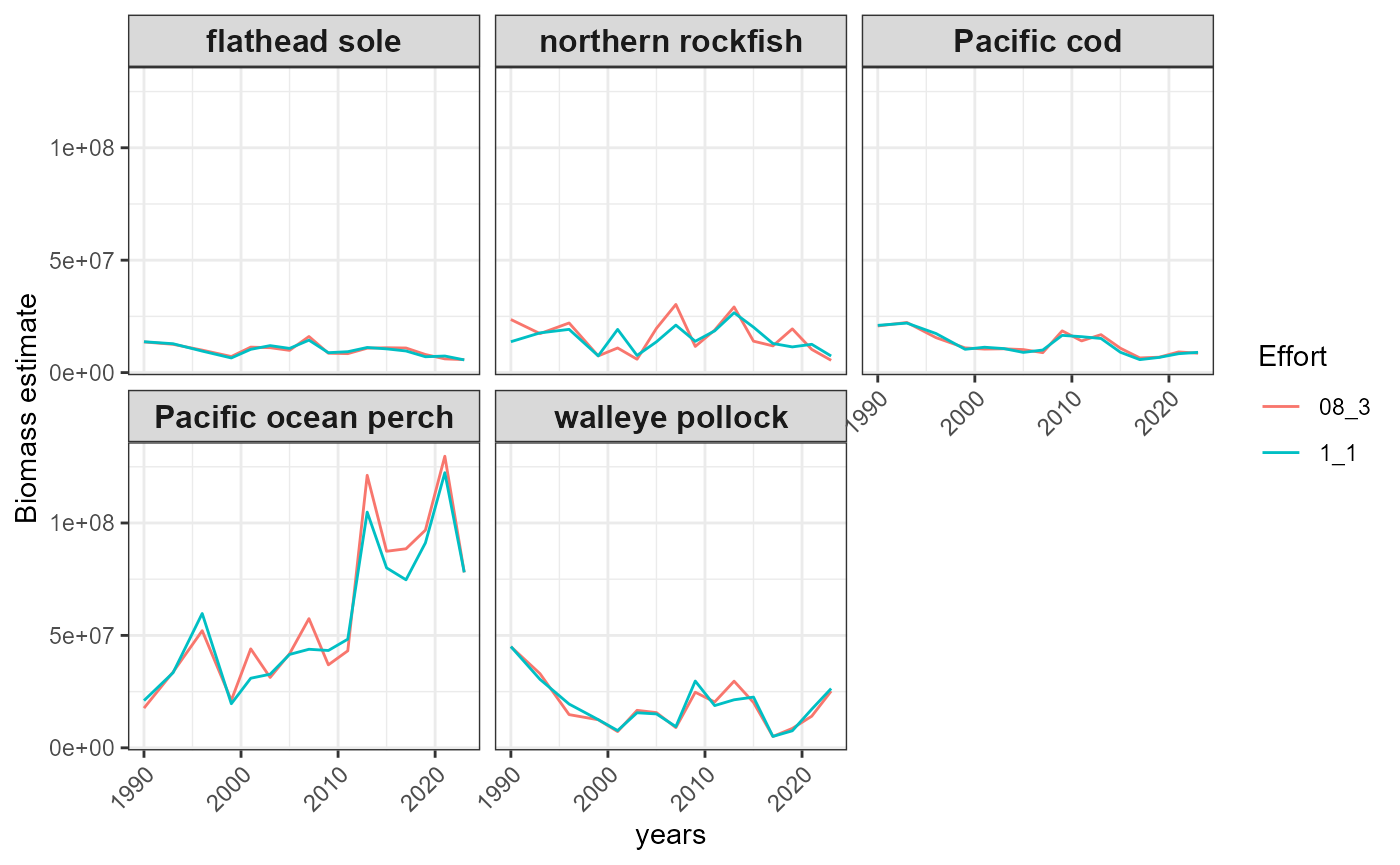 flathead sole
northern rockfish
Pacific cod
1e+08
5e+07
0e+00
1990
2000
2010
2020
Pacific ocean perch
walleye pollock
1e+08
5e+07
0e+00
1990
2000
2010
2020
1990
2000
2010
2020
years
Biomass estimate
Effort
08_3
1_1